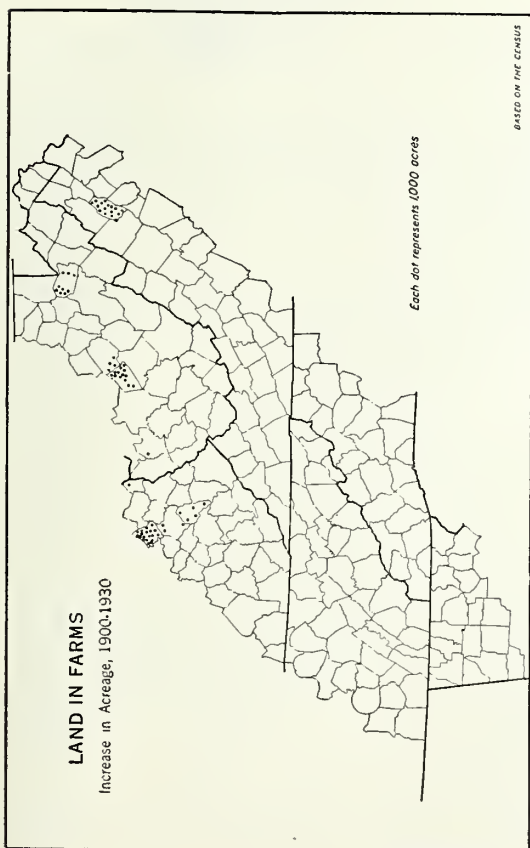 LAND IN FARMS
Increase in Acreage, 1900-1930
Each dot represents 1,000 acres
BASED ON THE CENSUS